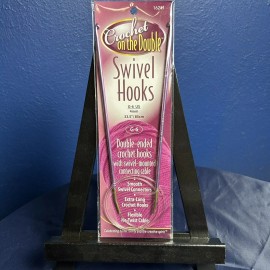 Crochet
on the Double
Swivel
Hooks
G-6
Double-ended
crochet hooks
with swivel-mounted
connecting cable
Smooth
Swivel Connectors
Extra-Long
Crochet Hooks
Flexible
No-Twist Cable